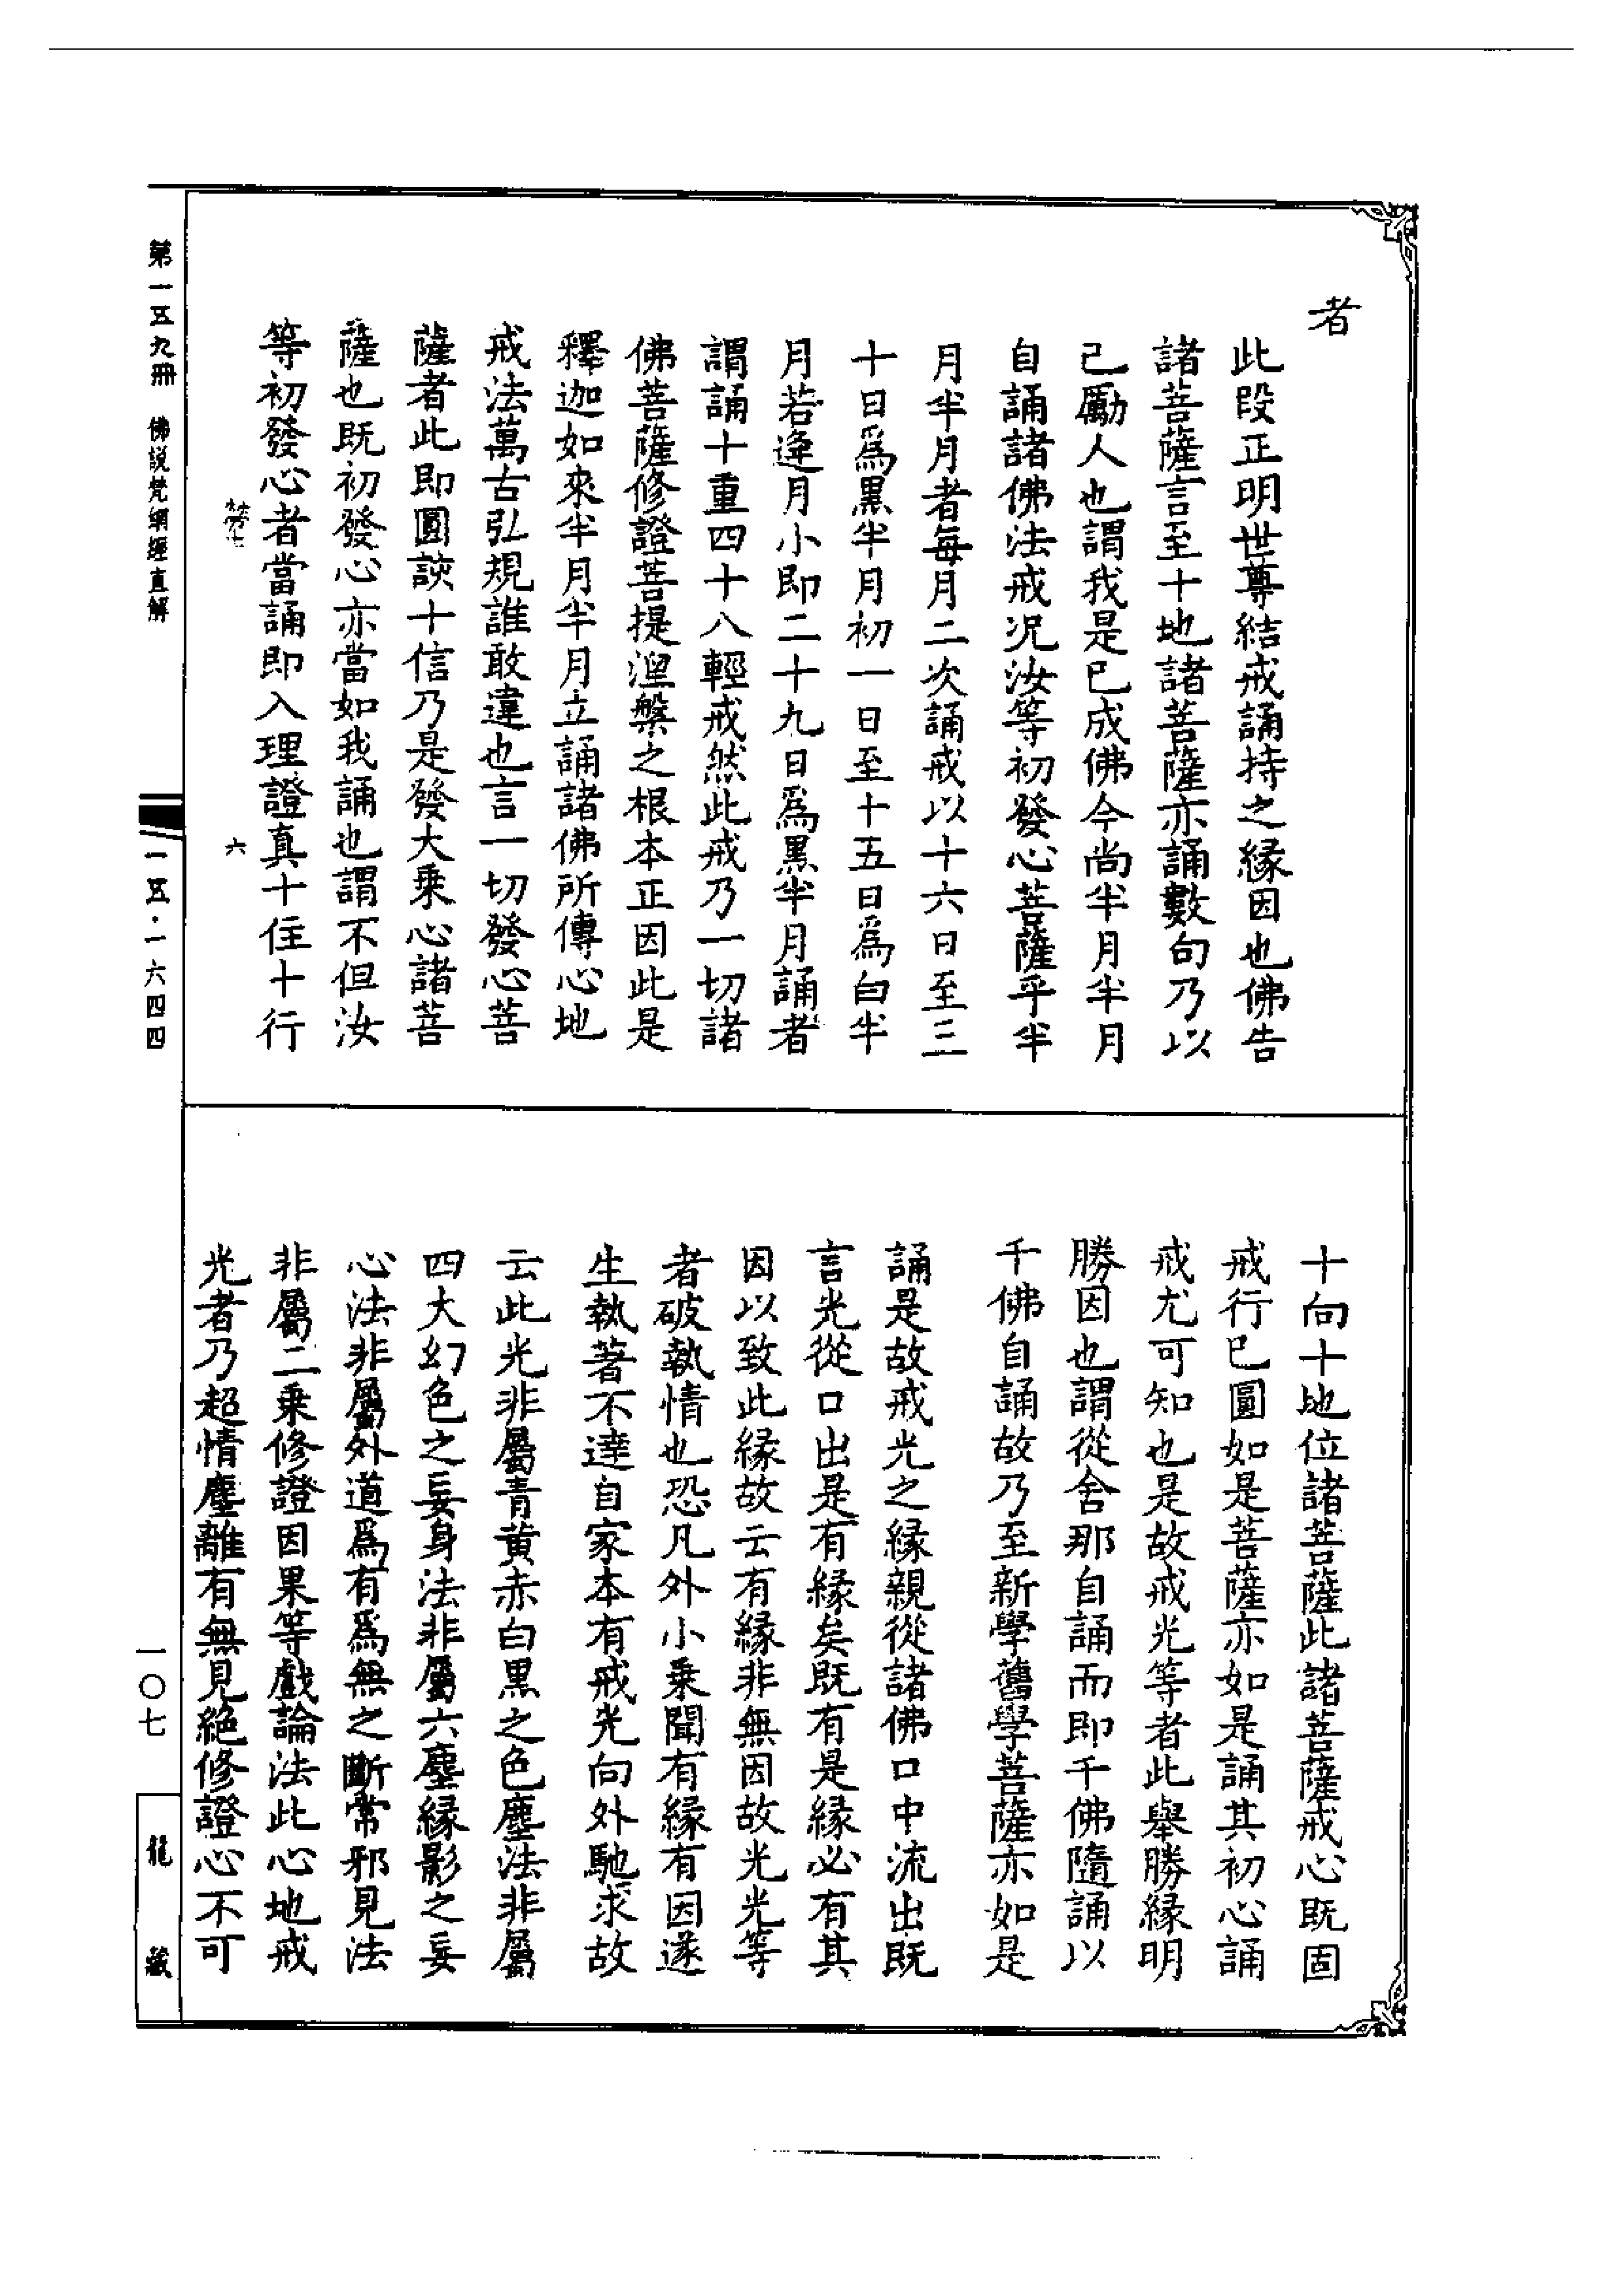 者
此段正明世尊結戒誦持之緣因也佛告
諸菩薩言至十地諸菩薩亦誦數句乃以
己勵人也謂我是已成佛今尚半月半月
自誦諸佛法戒況汝等初發心菩薩乎半
月半月者每月二次誦戒以十六日至三
十日爲黑半月初一日至十五日爲白半
月若逢月小即二十九日爲黑半月誦者
謂誦十重四十八輕戒然此戒乃一切諸
佛菩薩修證菩提涅槃之根本正因此是
釋迦如來半月半月立誦諸佛所傳心地
戒法萬古弘規誰敢違也言一切發心菩
薩者此即圓談十信乃是發大乘心諸菩
薩也既初發心亦當如我誦也謂不但汝
等初發心者當誦即入理證真十住十行
十向十地位諸菩薩此諸菩薩戒心既固
戒行已圓如是菩薩亦如是誦其初心誦
戒尤可知也是故戒光等者此舉勝緣明
勝因也謂從舍那自誦而即千佛隨誦以
千佛自誦故乃至新學舊學菩薩亦如是
誦是故戒光之緣親從諸佛口中流出既
言光從口出是有緣矣既有是緣必有其
因以致此緣故云有緣非無因故光光等
者破執情也恐凡外小乘聞有緣有因遂
生執著不達自家本有戒光向外馳求故
云此光非屬青黃赤白黑之色塵法非屬
四大幻色之妄身法非屬六塵緣影之妄
心法非屬外道爲有爲無之斷常邪見法
非屬二乘修證因果等戲論法此心地戒
光者乃超情塵離有無見絕修證心不可
六
第一五九冊 佛說梵網經直解
一五·一六四四
一〇七
龍藏